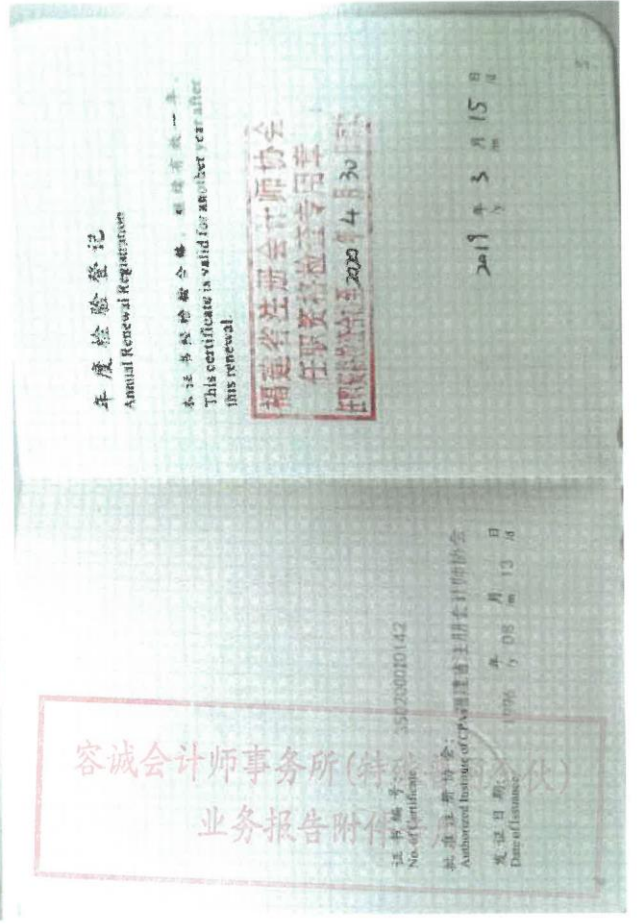 年度检验登记
Annual Renewal Registration
本证书经检验合格，继续有效一年。
This certificate is valid for another year after
this renewal.
福建省注册会计师协会
任职资格检查专用章
2020年4月30日
2019年3月15日
/y /m /d
证书编号：350200010142
No. of Certificate
批准注册协会：福建省注册会计师协会
Authorized Institute of CPAs
发证日期：1996年08月13日
Date of Issuance /y /m /d
容诚会计师事务所(特殊普通合伙)
业务报告附件专用
5